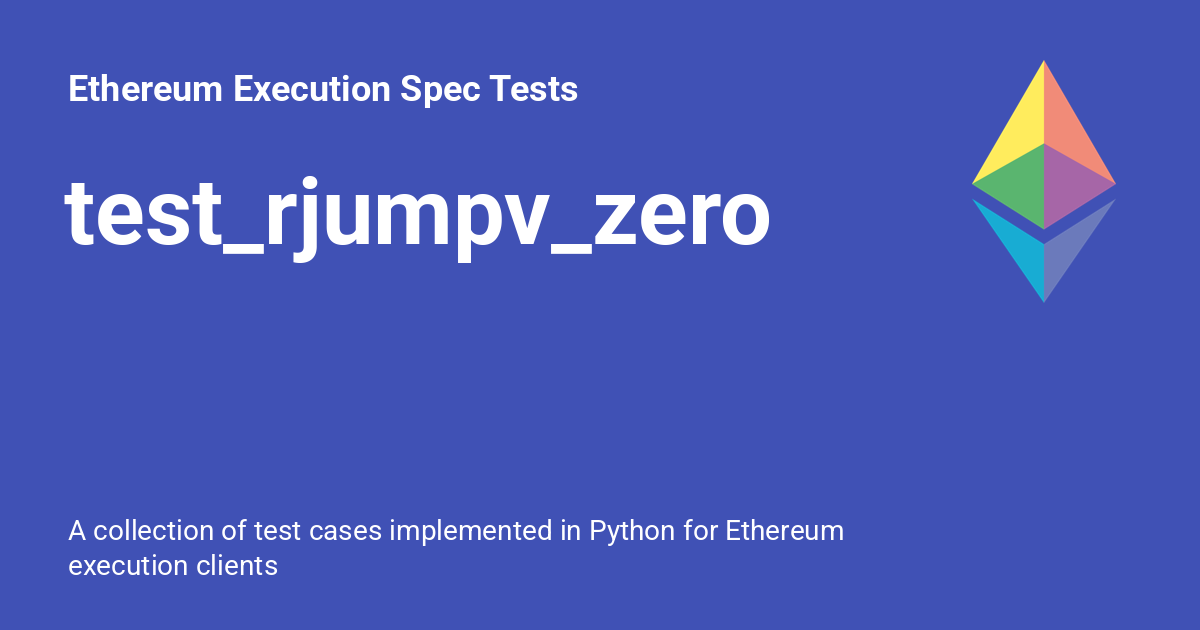 Ethereum Execution Spec Tests
test_rjumpv_zero
A collection of test cases implemented in Python for Ethereum
execution clients